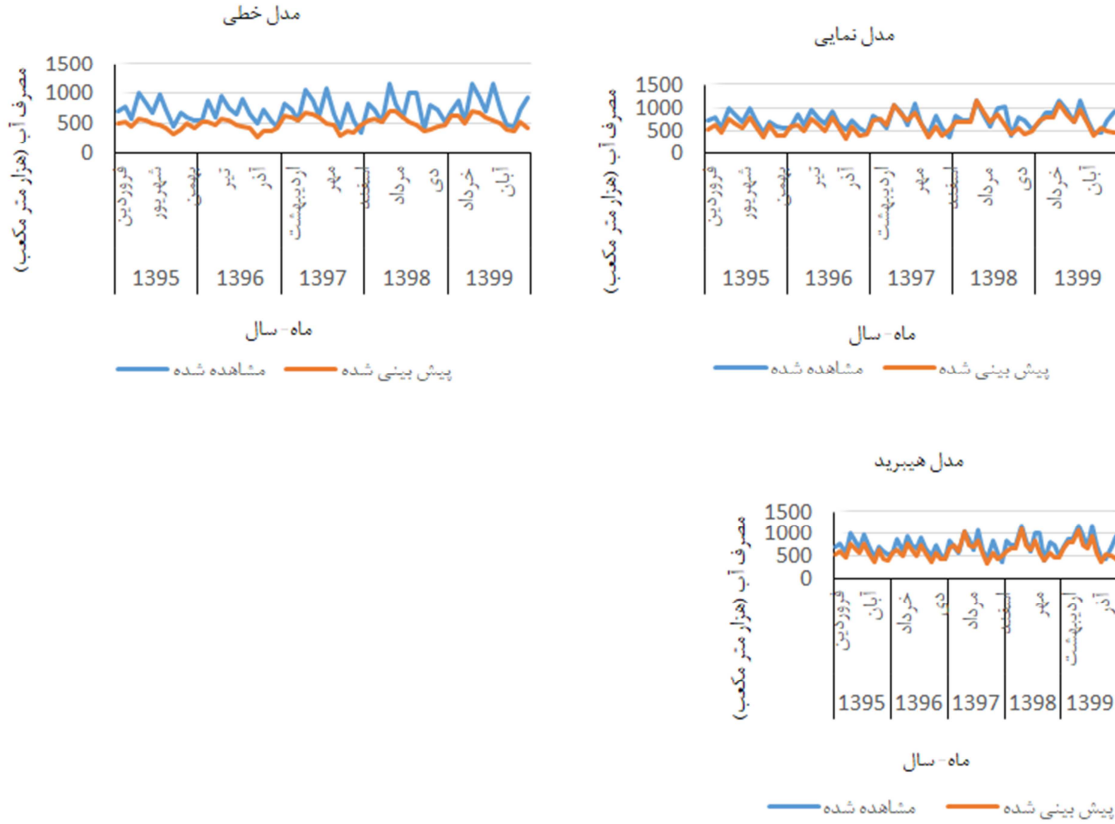 مدل خطی
مصرف آب (هزار متر مکعب)
1500
1000
500
0
فروردین
شهریور
بهمن
تیر
آذر
اردیبهشت
مهر
اسفند
مرداد
دی
خرداد
آبان
1395 1396 1397 1398 1399
ماه- سال
مشاهده شده پیش بینی شده
مدل نمایی
مصرف آب (هزار متر مکعب)
1500
1000
500
0
فروردین
شهریور
بهمن
تیر
آذر
اردیبهشت
مهر
اسفند
مرداد
دی
خرداد
آبان
1395 1396 1397 1398 1399
ماه- سال
مشاهده شده پیش بینی شده
مدل هیبرید
مصرف آب (هزار متر مکعب)
1500
1000
500
0
فروردین
آبان
خرداد
دی
مرداد
اسفند
مهر
اردیبهشت
آذر
1395 1396 1397 1398 1399
ماه- سال
مشاهده شده پیش بینی شده